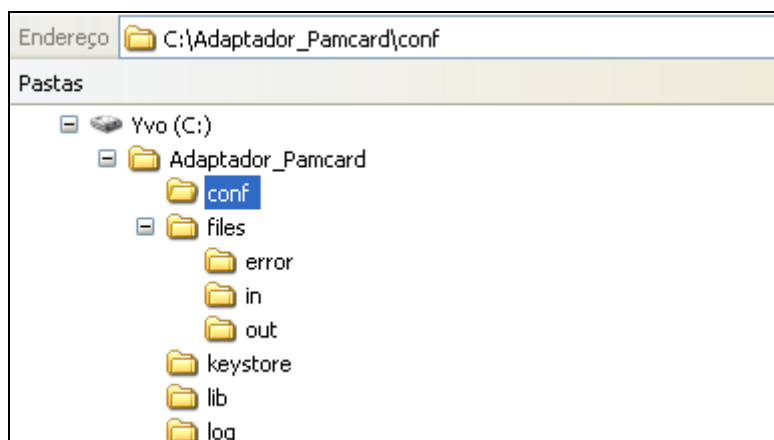 Endereço C:\Adaptador_Pamcard\conf
Pastas
Yvo (C:)
Adaptador_Pamcard
conf
files
error
in
out
keystore
lib
log